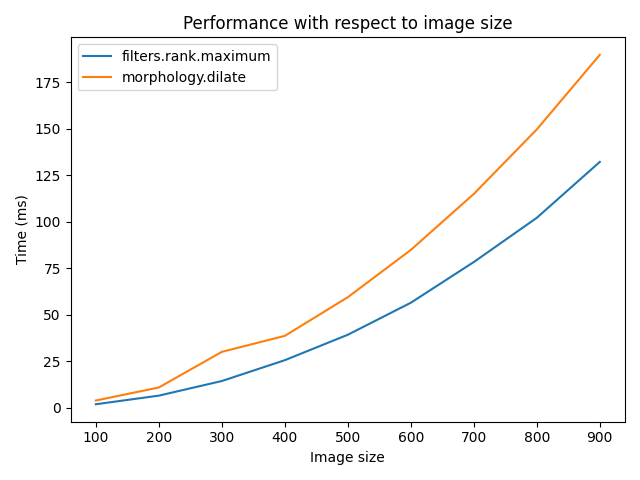 Performance with respect to image size
filters.rank.maximum
morphology.dilate
175
150
125
100
75
50
25
0
Time (ms)
100 200 300 400 500 600 700 800 900
Image size